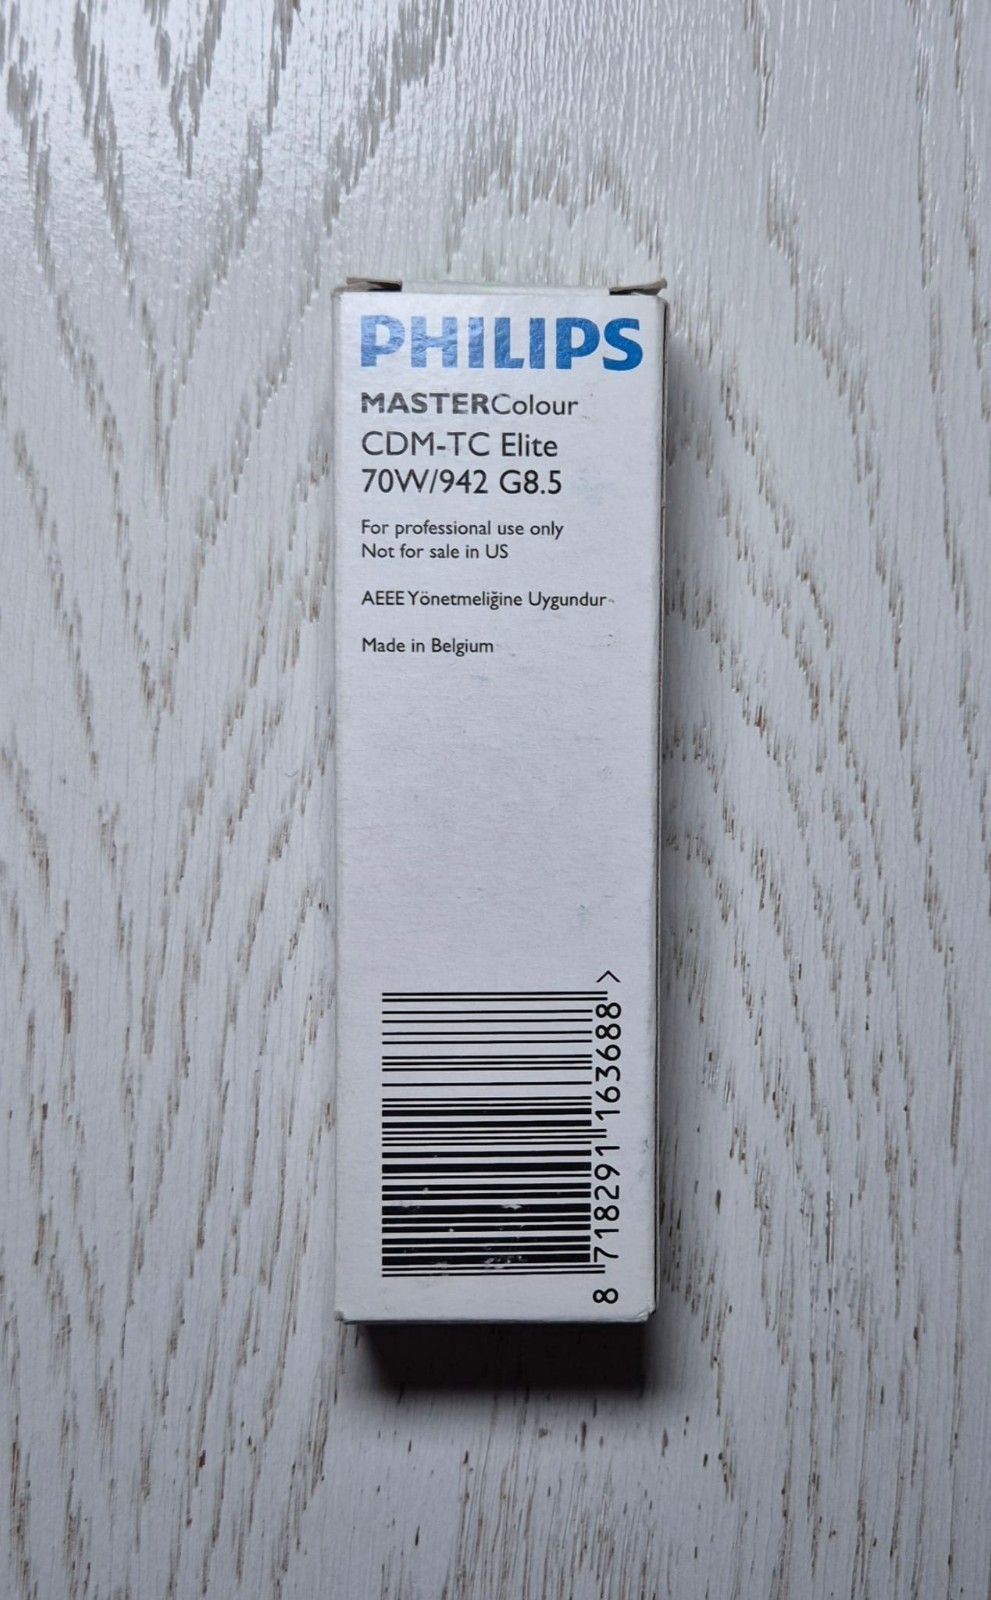 PHILIPS
MASTERColour
CDM-TC Elite
70W/942 G8.5
For professional use only
Not for sale in US
AEEE Yönetmeliğine Uygundur
Made in Belgium
8 718291 163688 >